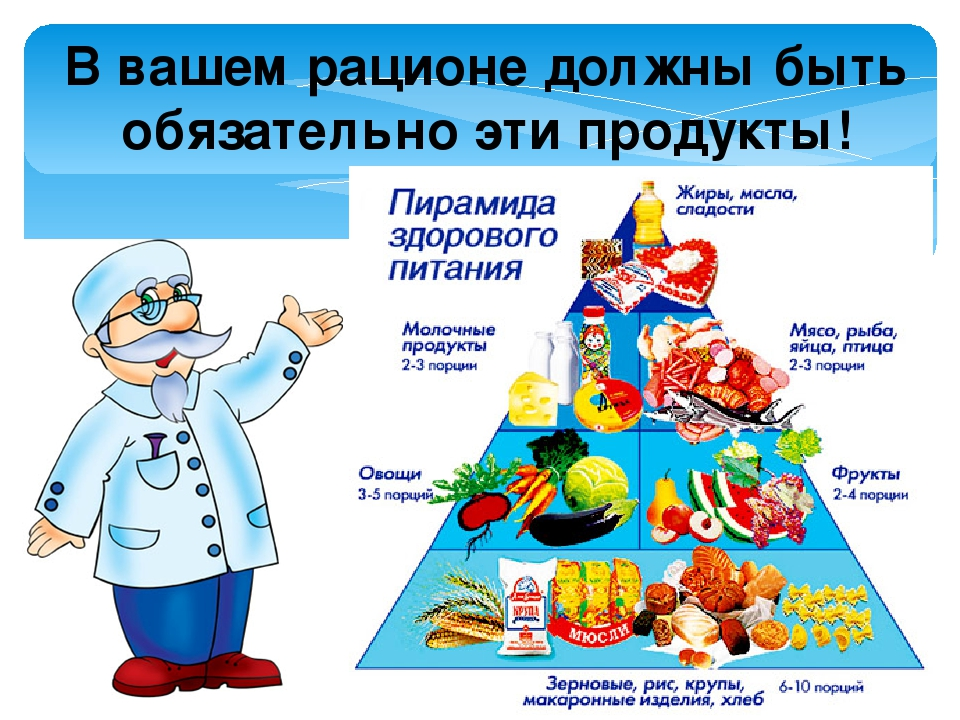 В вашем рационе должны быть
обязательно эти продукты!
Пирамида
здорового
питания
Жиры, масла,
сладости
Молочные
продукты
2-3 порции
Мясо, рыба,
яйца, птица
2-3 порции
Овощи
3-5 порций
Фрукты
2-4 порции
КРУПА
МЮСЛИ
Зерновые, рис, крупы,
макаронные изделия, хлеб
6-10 порций